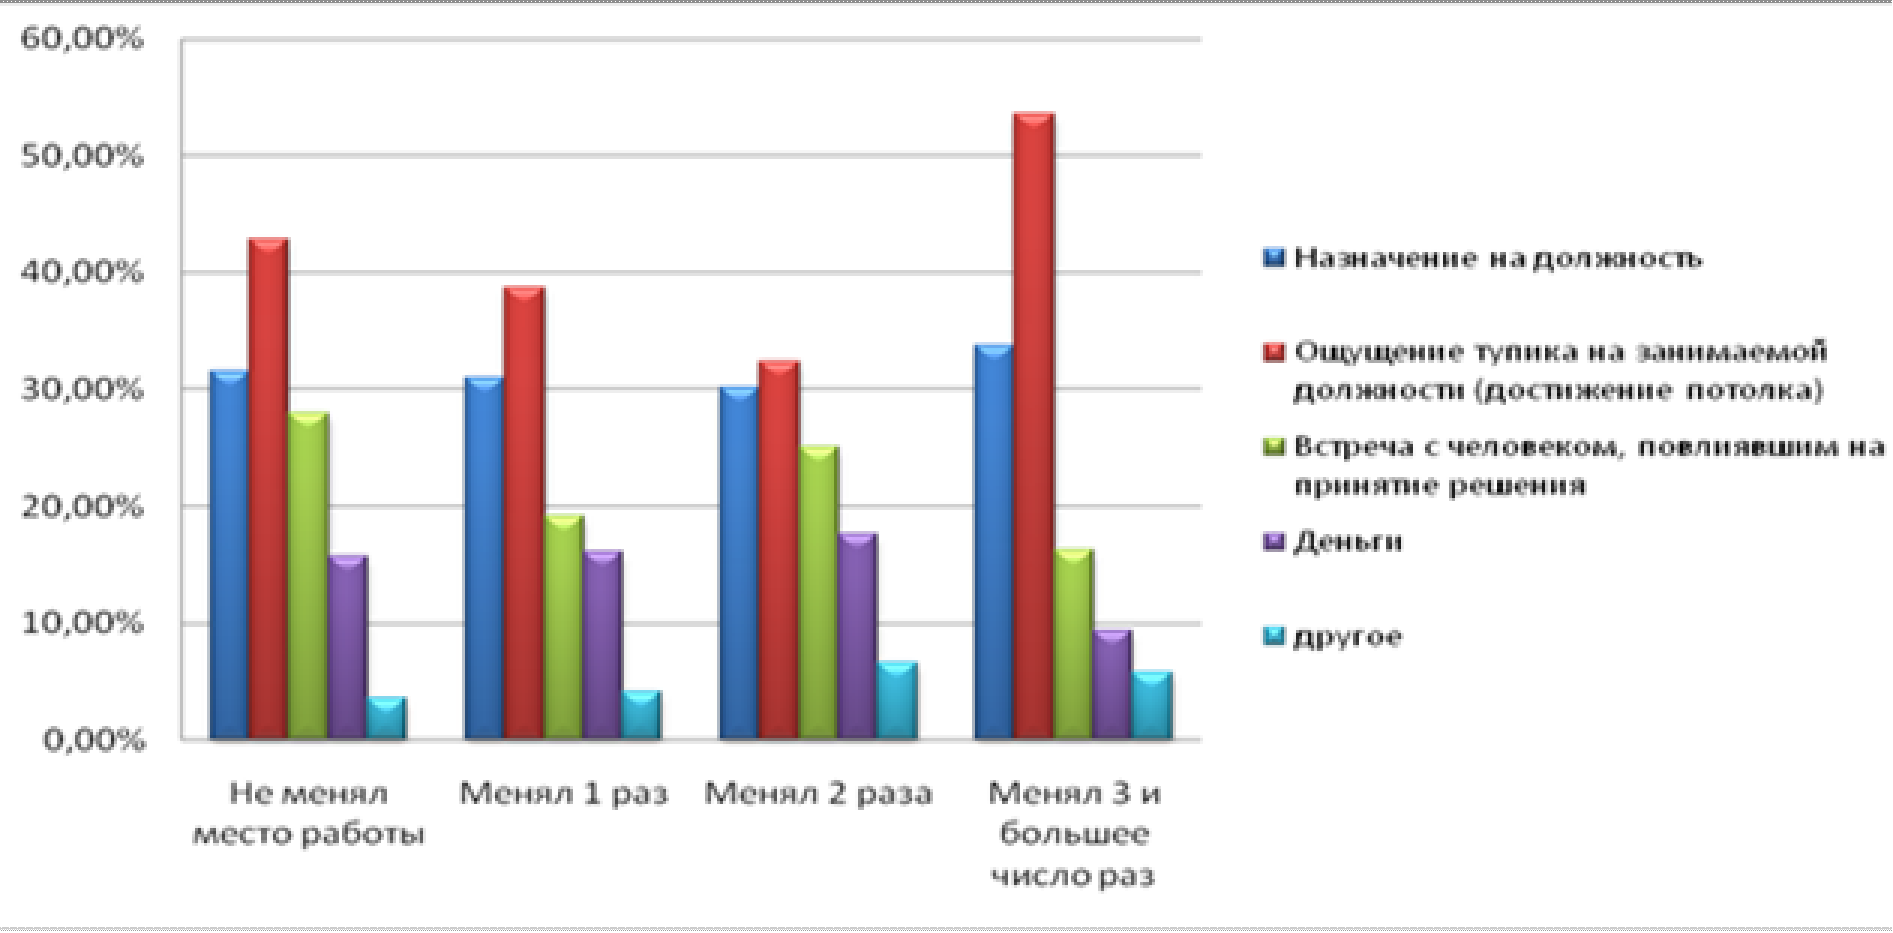 60,00%
50,00%
40,00%
30,00%
20,00%
10,00%
0,00%
Не менял
место работы
Менял 1 раз
Менял 2 раза
Менял 3 и
большее
число раз
Назначение на должность
Ощущение тупика на занимаемой
должности (достижение потолка)
Встреча с человеком, повлиявшим на
принятие решения
Деньги
другое